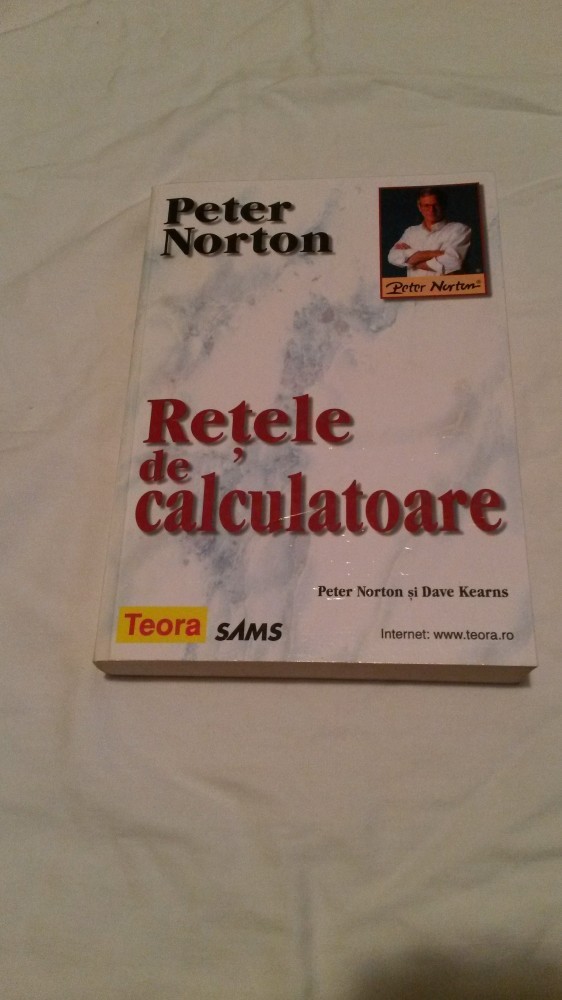 Peter
Norton
Peter Norton®
Rețele
de
calculatoare
Peter Norton și Dave Kearns
Teora SAMS
Internet: www.teora.ro